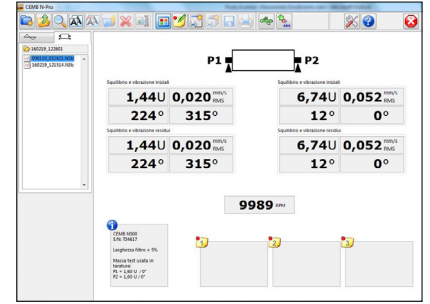 CEMB N-Pro
160219_122601
160219_121514.N3b
P1
P2
Squilibrio e vibrazione iniziali
1,44U 0,020 mm/s RMS
224° 315°
Squilibrio e vibrazione iniziali
6,74U 0,052 mm/s RMS
12° 0°
Squilibrio e vibrazione residui
1,44U 0,020 mm/s RMS
224° 315°
Squilibrio e vibrazione residui
6,74U 0,052 mm/s RMS
12° 0°
9989 RPM
CEMB N500
S/N: T34617
Larghezza filtro = 5%
Massa test usata in
taratura:
P1 = 1,60 U / 0°
P2 = 1,60 U / 0°
1
2
3